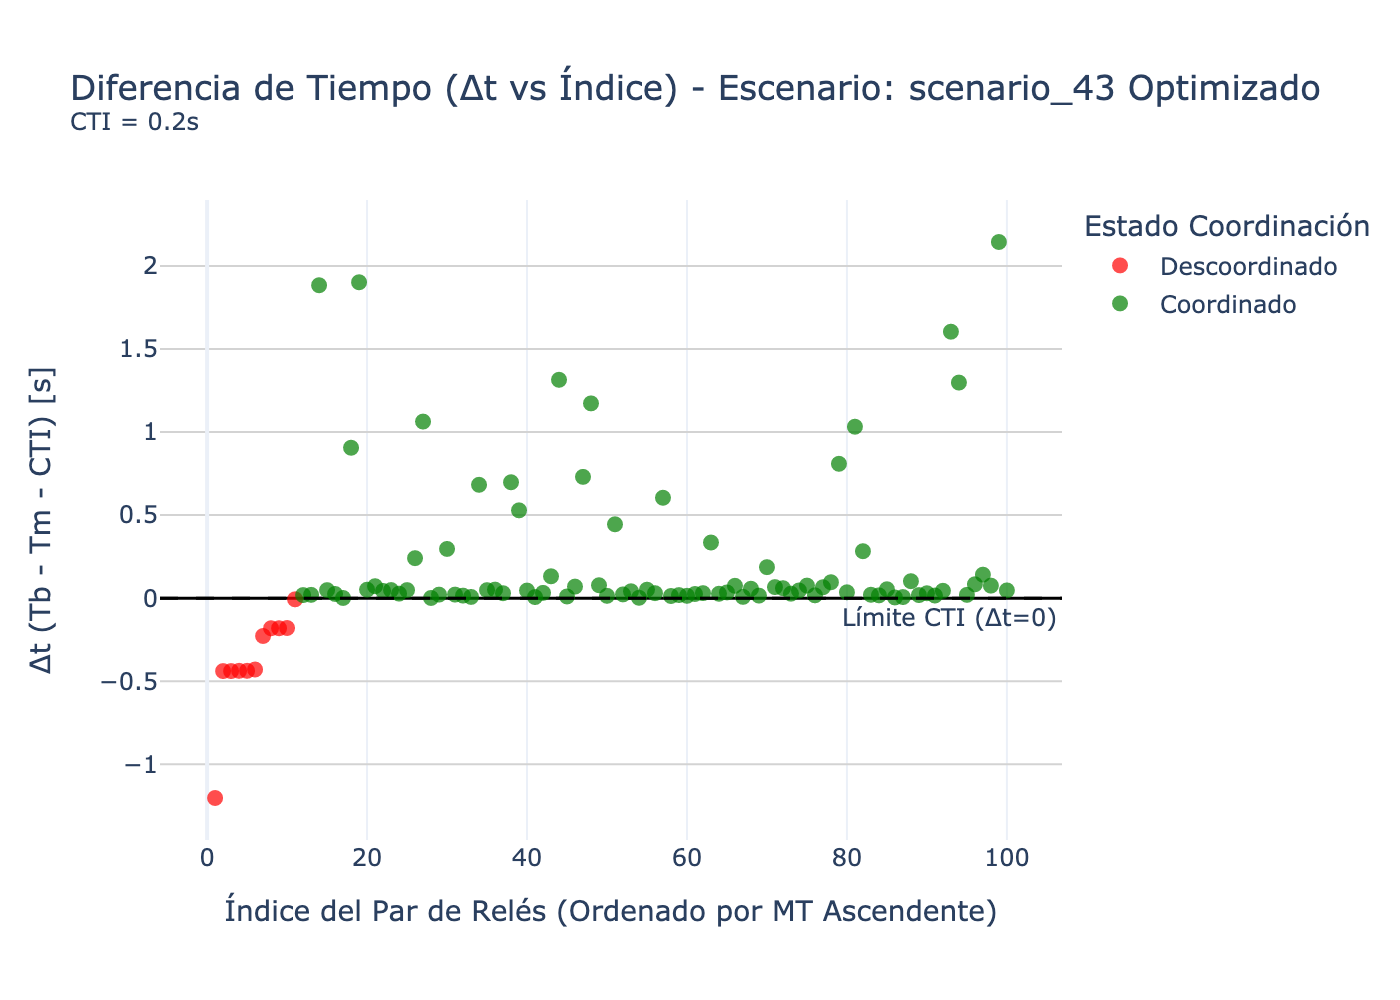 Diferencia de Tiempo (Δt vs Índice) - Escenario: scenario_43 Optimizado
CTI = 0.2s
Estado Coordinación
Descoordinado
Coordinado
Δt (Tb - Tm - CTI) [s]
2
1.5
1
0.5
0
−0.5
−1
Límite CTI (Δt=0)
0 20 40 60 80 100
Índice del Par de Relés (Ordenado por MT Ascendente)